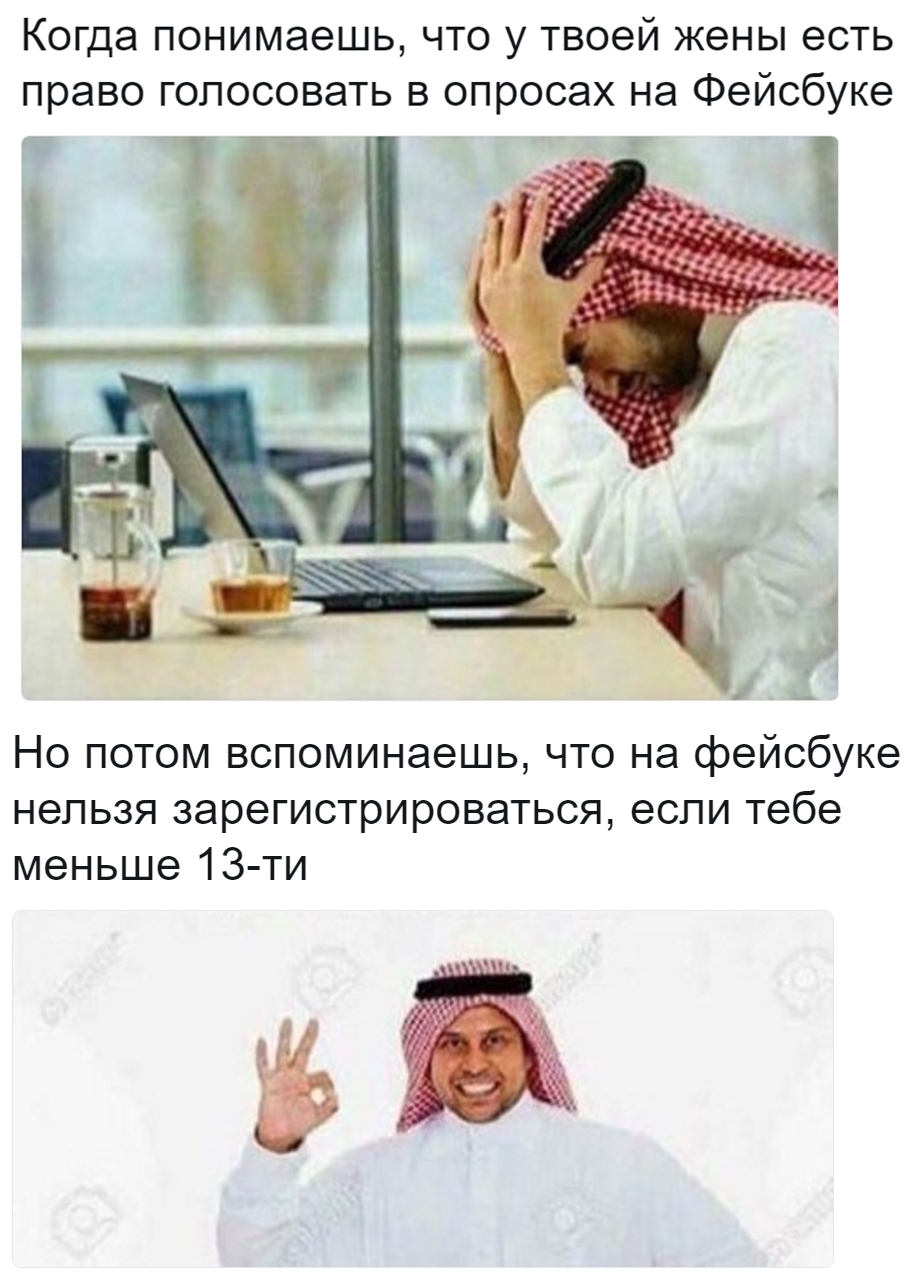 Когда понимаешь, что у твоей жены есть
право голосовать в опросах на Фейсбуке
Но потом вспоминаешь, что на фейсбуке
нельзя зарегистрироваться, если тебе
меньше 13-ти